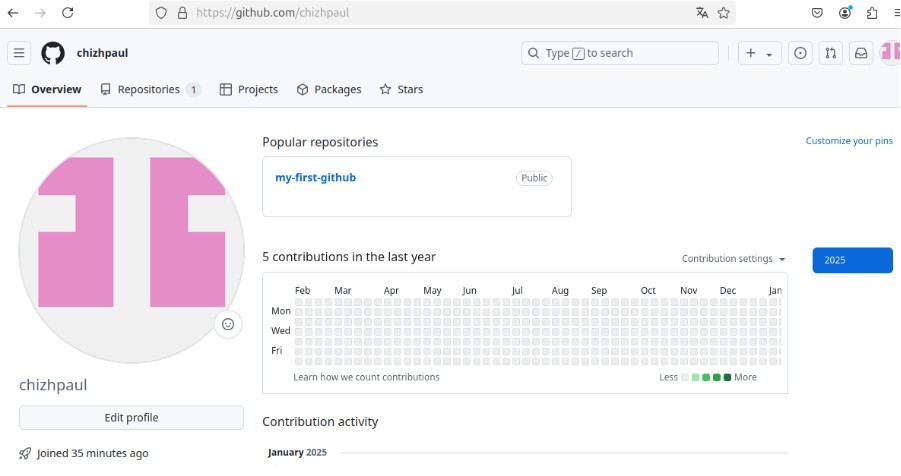 https://github.com/chizhpaul
chizhpaul
Type / to search
Overview
Repositories 1
Projects
Packages
Stars
Popular repositories
Customize your pins
my-first-github
Public
5 contributions in the last year
Contribution settings
2025
Feb Mar Apr May Jun Jul Aug Sep Oct Nov Dec Jan
Mon
Wed
Fri
Learn how we count contributions
Less More
chizhpaul
Edit profile
Joined 35 minutes ago
Contribution activity
January 2025